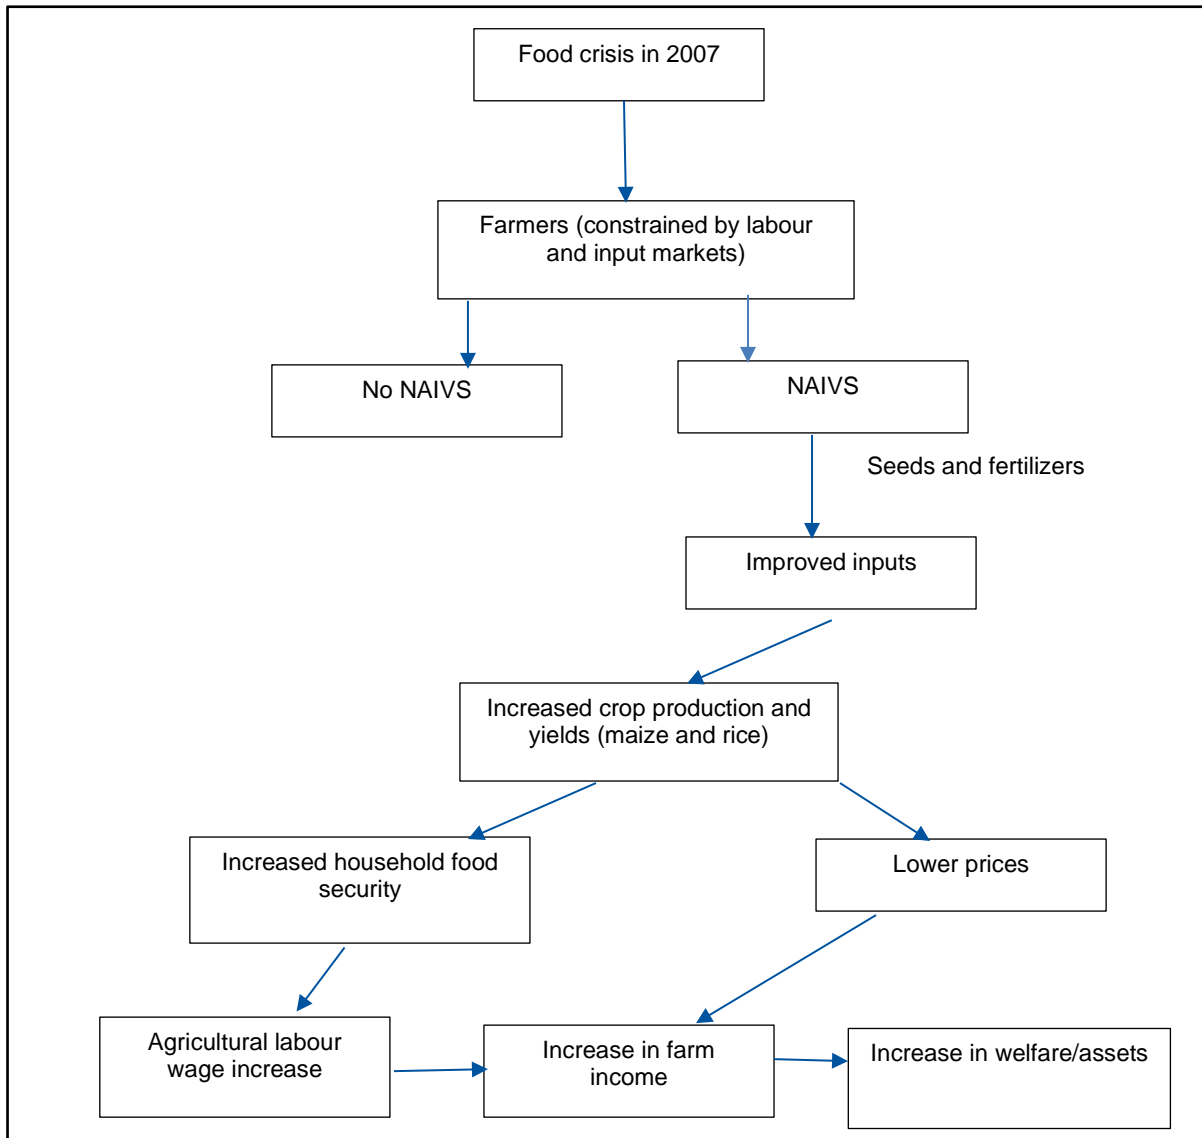 Food crisis in 2007
Farmers (constrained by labour
and input markets)
No NAIVS
NAIVS
Seeds and fertilizers
Improved inputs
Increased crop production and
yields (maize and rice)
Increased household food
security
Lower prices
Agricultural labour
wage increase
Increase in farm
income
Increase in welfare/assets